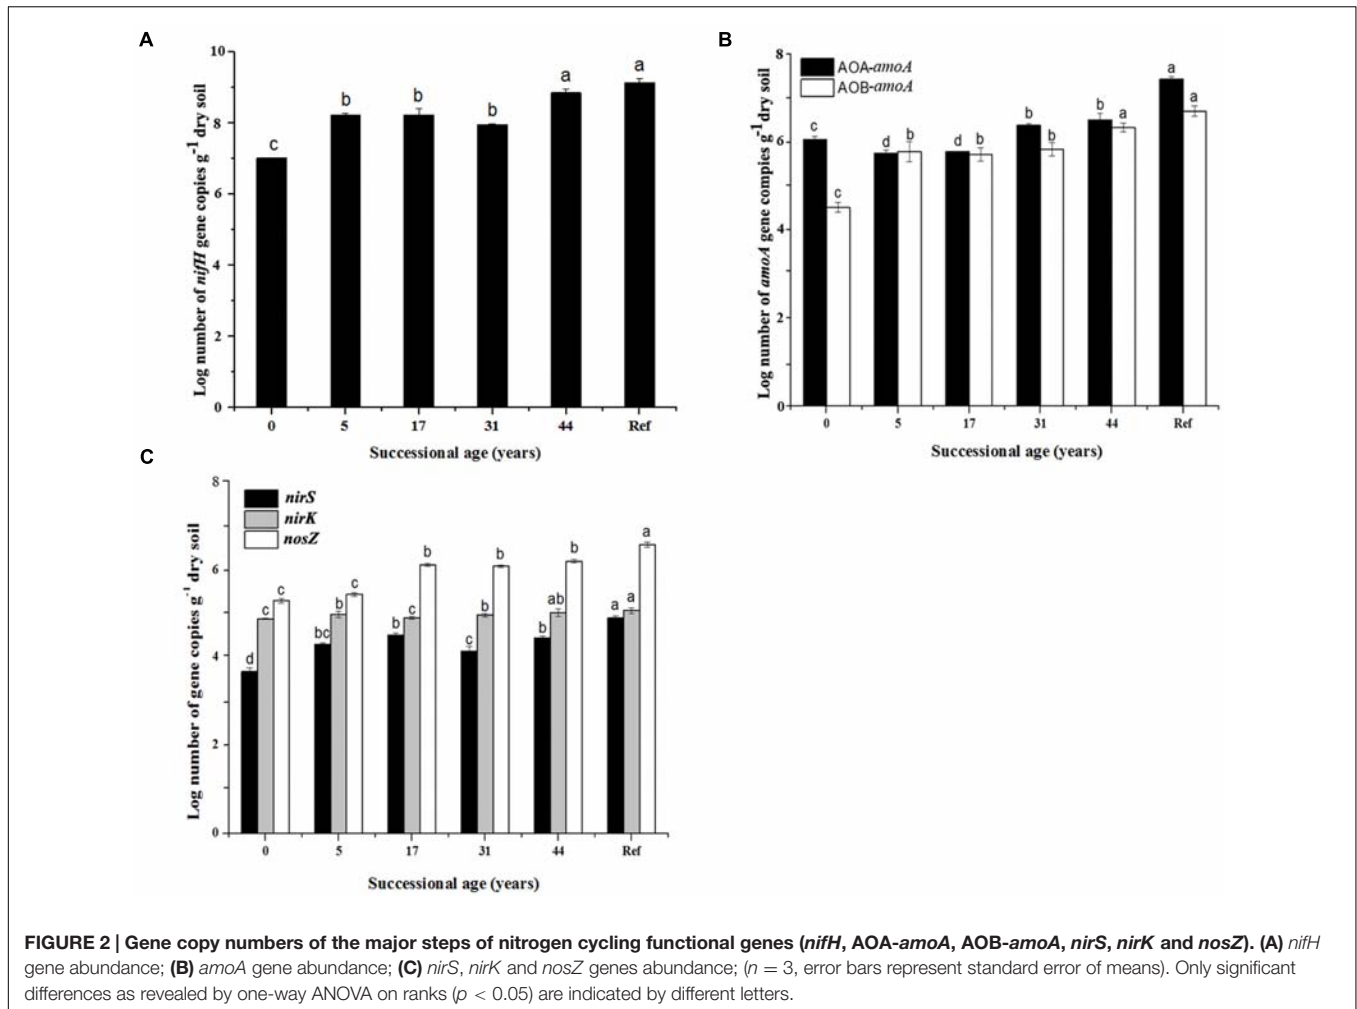 A
Log number of nifH gene copies g-1 dry soil
10
8
6
4
2
0
c
b
b
b
a
a
0 5 17 31 44 Ref
Successional age (years)
B
Log number of amoA gene compies g-1 dry soil
8
6
4
2
0
AOA-amoA
AOB-amoA
c c d b d b b b b a a a
0 5 17 31 44 Ref
Successional age (years)
C
Log number of gene copies g-1 dry soil
8
6
4
2
0
nirS
nirK
nosZ
d c c bc b c b c b c b b b ab b a a a
0 5 17 31 44 Ref
Successional age (years)
FIGURE 2 | Gene copy numbers of the major steps of nitrogen cycling functional genes (nifH, AOA-amoA, AOB-amoA, nirS, nirK and nosZ). (A) nifH
gene abundance; (B) amoA gene abundance; (C) nirS, nirK and nosZ genes abundance; (n = 3, error bars represent standard error of means). Only significant
differences as revealed by one-way ANOVA on ranks (p < 0.05) are indicated by different letters.